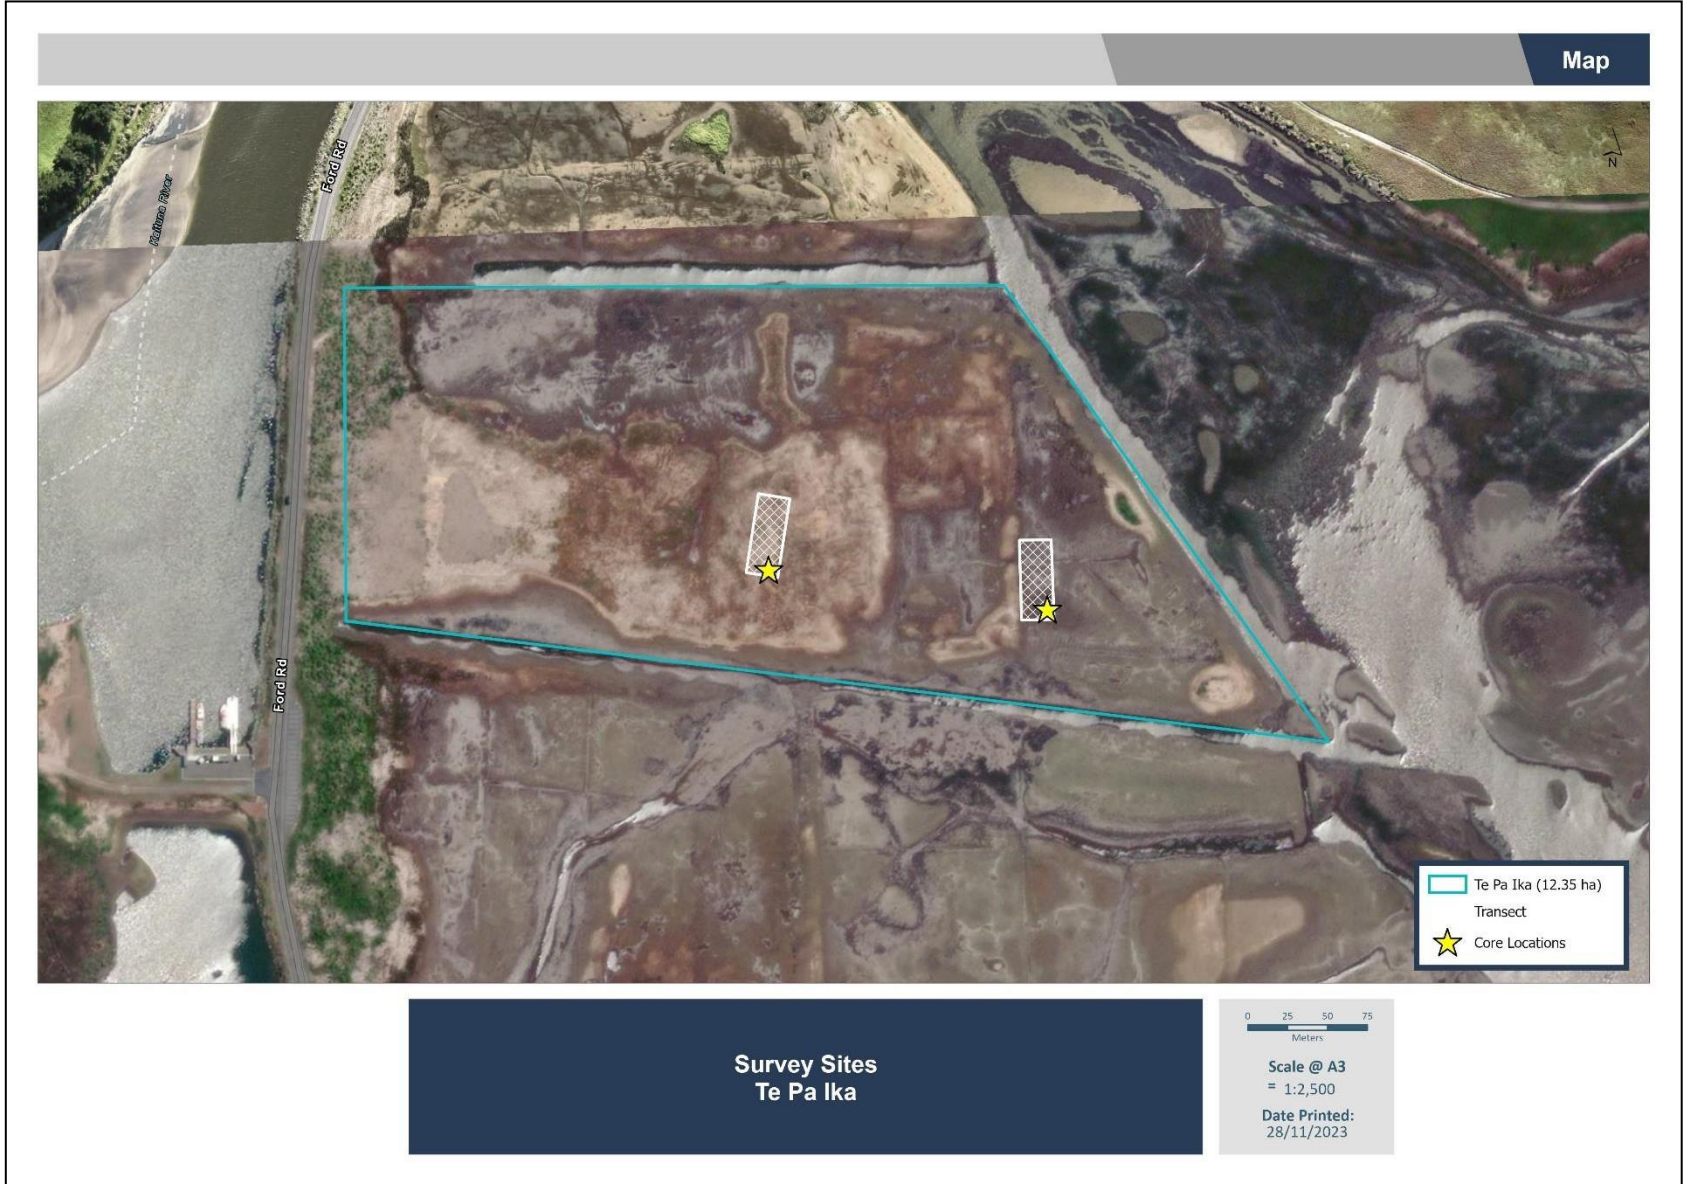 Map
Ford Rd
Kaituna River
N
Ford Rd
Te Pa Ika (12.35 ha)
Transect
Core Locations
Survey Sites
Te Pa Ika
0 25 50 75
Meters
Scale @ A3
= 1:2,500
Date Printed:
28/11/2023